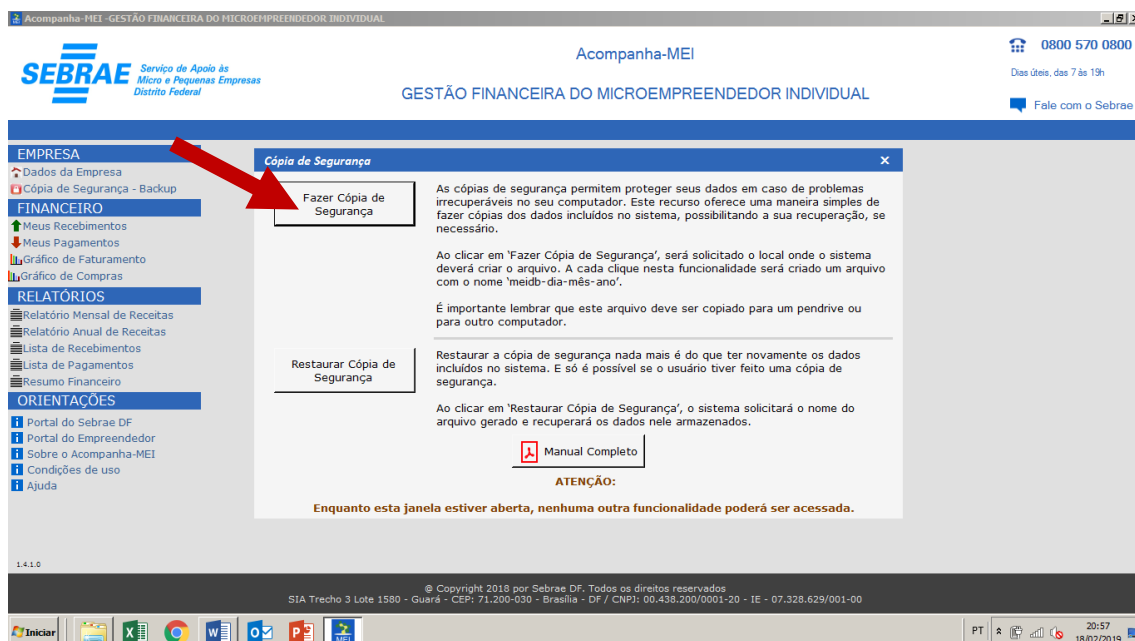 Acompanha-MEI -GESTÃO FINANCEIRA DO MICROEMPREENDEDOR INDIVIDUAL
SEBRAE
Serviço de Apoio às
Micro e Pequenas Empresas
Distrito Federal
Acompanha-MEI
GESTÃO FINANCEIRA DO MICROEMPREENDEDOR INDIVIDUAL
0800 570 0800
Dias úteis, das 7 às 19h
Fale com o Sebrae
EMPRESA
Dados da Empresa
Cópia de Segurança - Backup
FINANCEIRO
Meus Recebimentos
Meus Pagamentos
Gráfico de Faturamento
Gráfico de Compras
RELATÓRIOS
Relatório Mensal de Receitas
Relatório Anual de Receitas
Lista de Recebimentos
Lista de Pagamentos
Resumo Financeiro
ORIENTAÇÕES
Portal do Sebrae DF
Portal do Empreendedor
Sobre o Acompanha-MEI
Condições de uso
Ajuda
1.4.1.0
Cópia de Segurança
Fazer Cópia de
Segurança
As cópias de segurança permitem proteger seus dados em caso de problemas
irrecuperáveis no seu computador. Este recurso oferece uma maneira simples de
fazer cópias dos dados incluídos no sistema, possibilitando a sua recuperação, se
necessário.
Ao clicar em 'Fazer Cópia de Segurança', será solicitado o local onde o sistema
deverá criar o arquivo. A cada clique nesta funcionalidade será criado um arquivo
com o nome 'meidb-dia-mês-ano'.
É importante lembrar que este arquivo deve ser copiado para um pendrive ou
para outro computador.
Restaurar Cópia de
Segurança
Restaurar a cópia de segurança nada mais é do que ter novamente os dados
incluídos no sistema. E só é possível se o usuário tiver feito uma cópia de
segurança.
Ao clicar em 'Restaurar Cópia de Segurança', o sistema solicitará o nome do
arquivo gerado e recuperará os dados nele armazenados.
Manual Completo
ATENÇÃO:
Enquanto esta janela estiver aberta, nenhuma outra funcionalidade poderá ser acessada.
@ Copyright 2018 por Sebrae DF. Todos os direitos reservados
SIA Trecho 3 Lote 1580 - Guará - CEP: 71.200-030 - Brasília - DF / CNPJ: 00.438.200/0001-20 - IE - 07.328.629/001-00
Iniciar
MEI
PT
20:57
18/02/2019